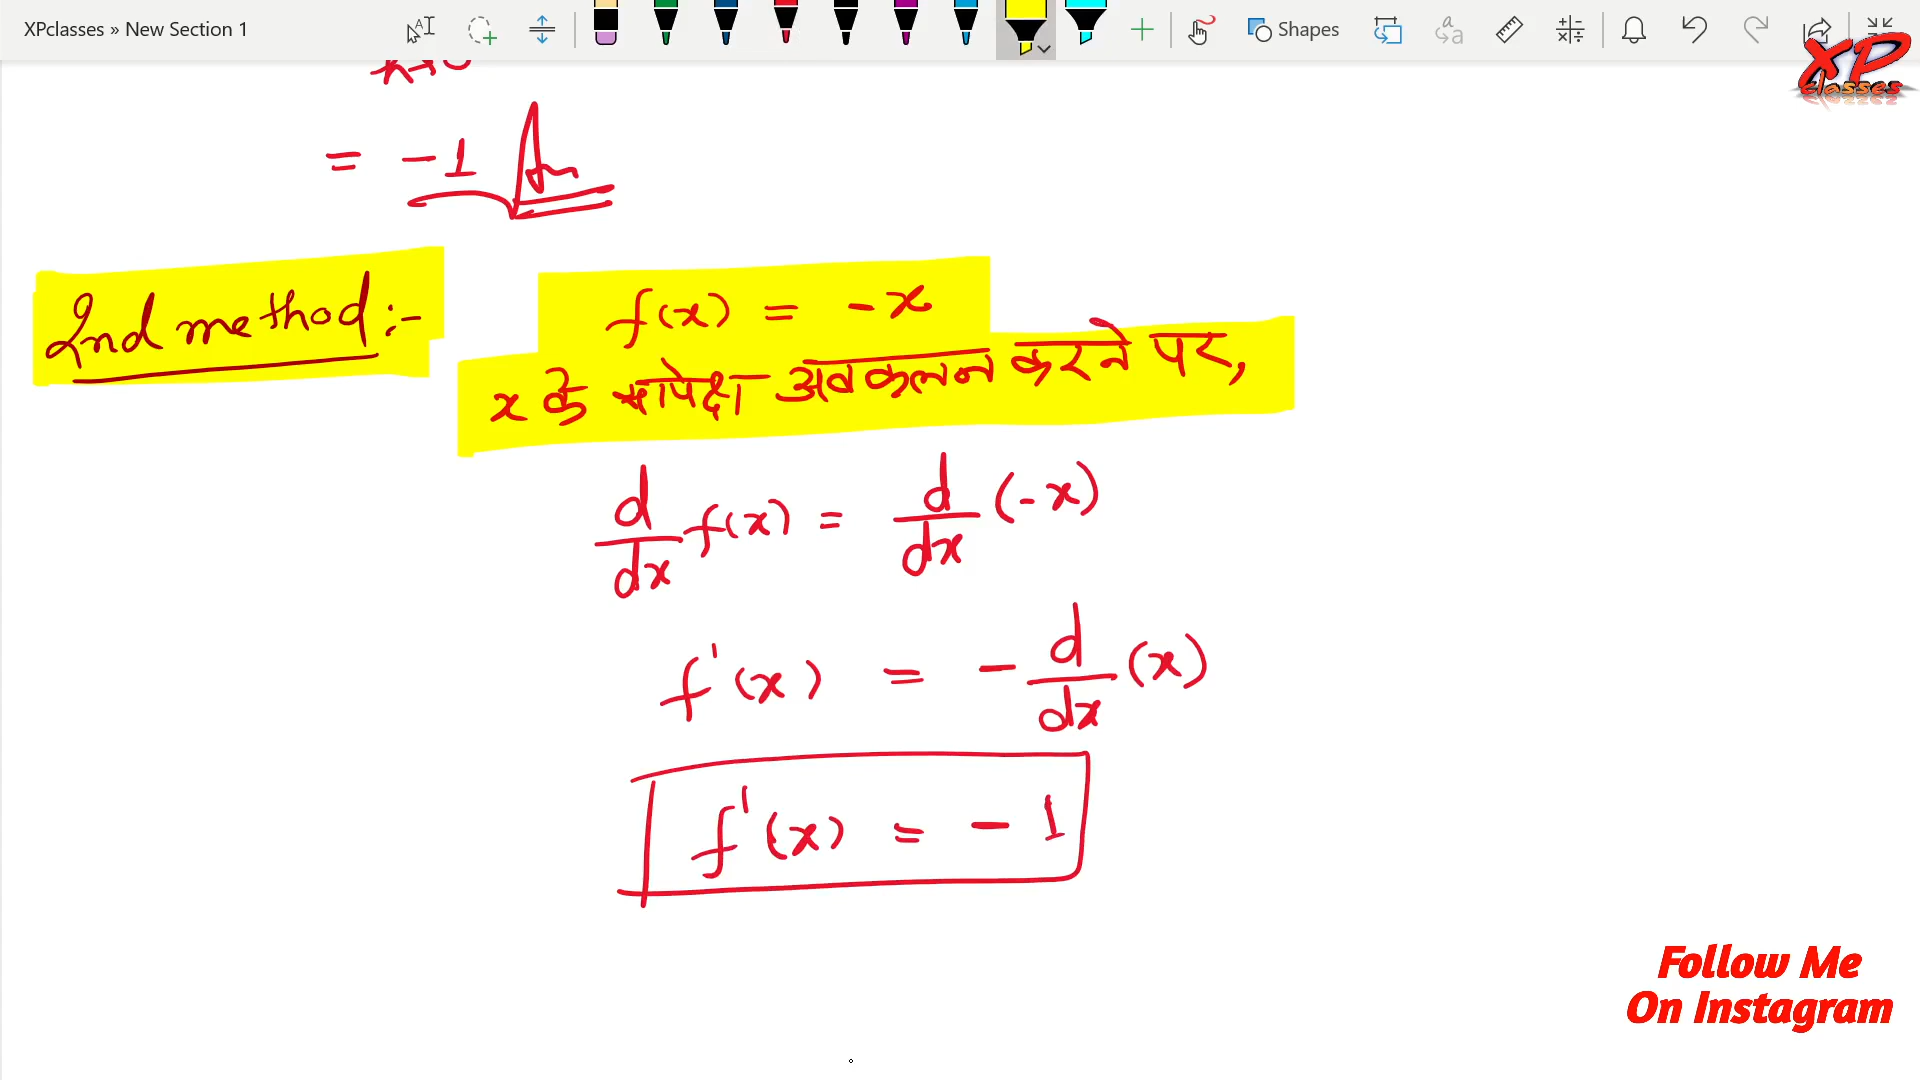 XPclasses » New Section 1
Shapes
XP
classes
h→0
= -1 Ans
2nd method :-
f(x) = -x
x के सापेक्ष अवकलन करने पर,
d/dx f(x) = d/dx (-x)
f'(x) = - d/dx (x)
f'(x) = - 1
Follow Me
On Instagram